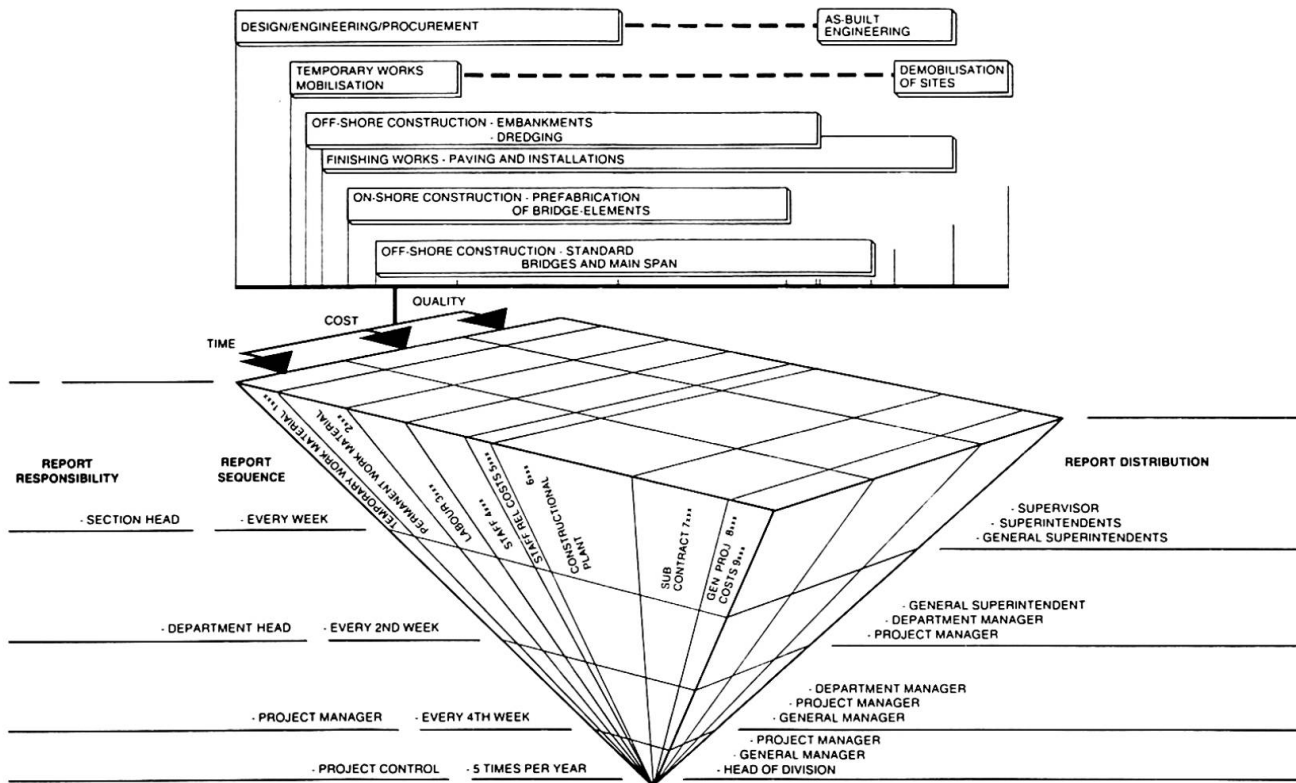 DESIGN/ENGINEERING/PROCUREMENT
AS-BUILT
ENGINEERING
TEMPORARY WORKS
MOBILISATION
DEMOBILISATION
OF SITES
OFF-SHORE CONSTRUCTION - EMBANKMENTS
- DREDGING
FINISHING WORKS - PAVING AND INSTALLATIONS
ON-SHORE CONSTRUCTION - PREFABRICATION
OF BRIDGE-ELEMENTS
OFF-SHORE CONSTRUCTION - STANDARD
BRIDGES AND MAIN SPAN
QUALITY
COST
TIME
REPORT
RESPONSIBILITY
REPORT
SEQUENCE
TEMPORARY WORK MATERIAL 1***
PERMANENT WORK MATERIAL
2***
LABOUR 3***
STAFF 4***
STAFF REL COSTS 5***
CONSTRUCTIONAL
PLANT
6***
SUB
CONTRACT 7***
GEN PROJ 8***
COSTS 9***
REPORT DISTRIBUTION
- SECTION HEAD
- EVERY WEEK
- SUPERVISOR
- SUPERINTENDENTS
- GENERAL SUPERINTENDENTS
- DEPARTMENT HEAD
- EVERY 2ND WEEK
- GENERAL SUPERINTENDENT
- DEPARTMENT MANAGER
- PROJECT MANAGER
- PROJECT MANAGER
- EVERY 4TH WEEK
- DEPARTMENT MANAGER
- PROJECT MANAGER
- GENERAL MANAGER
- PROJECT CONTROL
- 5 TIMES PER YEAR
- PROJECT MANAGER
- GENERAL MANAGER
- HEAD OF DIVISION